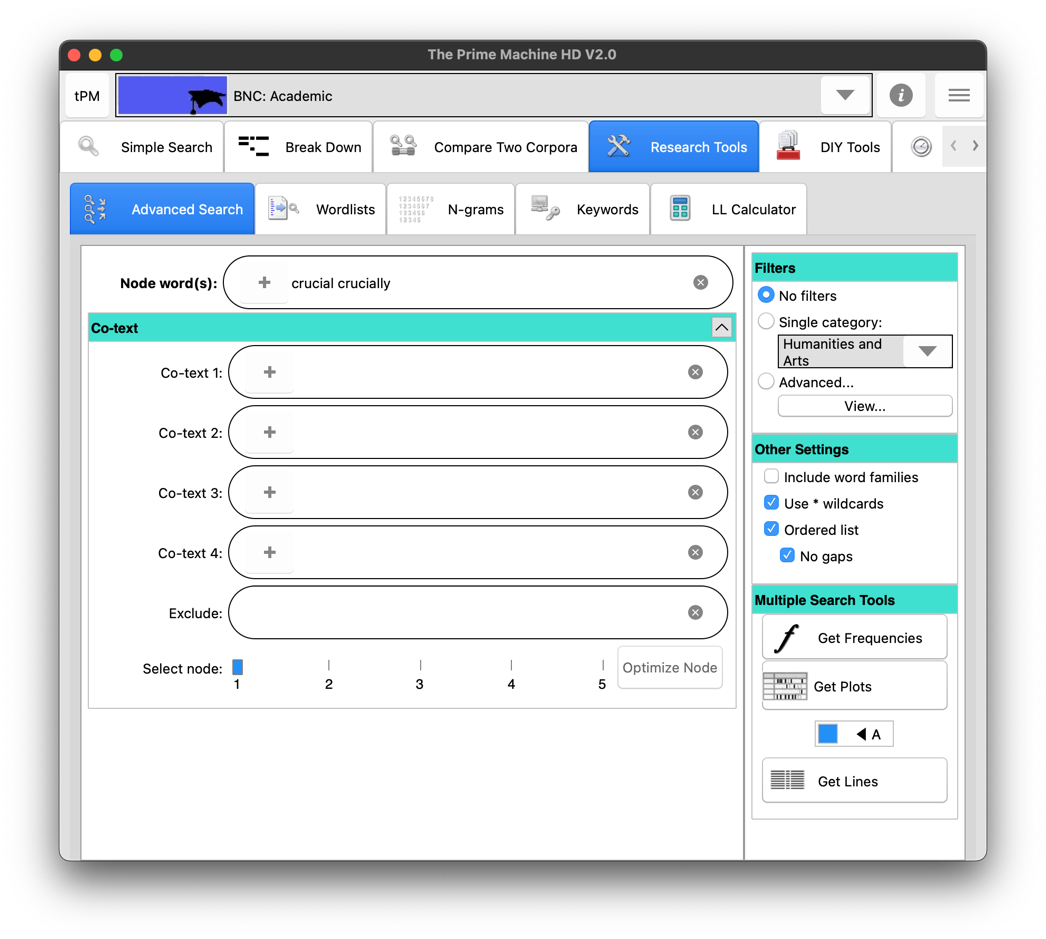 The Prime Machine HD V2.0
tPM
BNC: Academic
Simple Search
Break Down
Compare Two Corpora
Research Tools
DIY Tools
Advanced Search
Wordlists
N-grams
Keywords
LL Calculator
Node word(s):
crucial crucially
Co-text
Co-text 1:
Co-text 2:
Co-text 3:
Co-text 4:
Exclude:
Select node:
1 2 3 4 5
Optimize Node
Filters
No filters
Single category:
Humanities and
Arts
Advanced...
View...
Other Settings
Include word families
Use * wildcards
Ordered list
No gaps
Multiple Search Tools
Get Frequencies
Get Plots
A
Get Lines